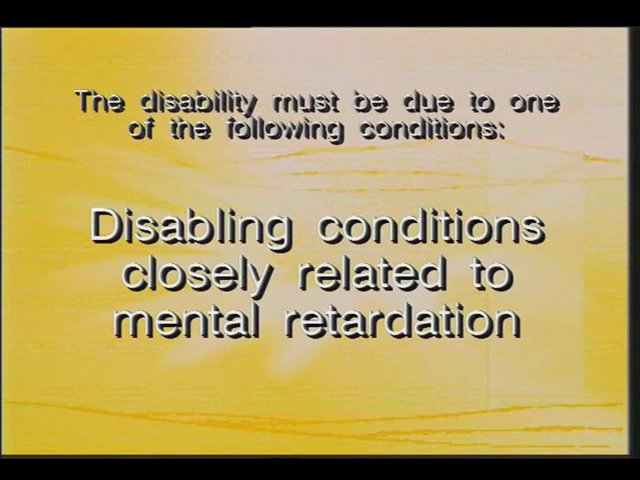 The disability must be due to one
of the following conditions:
Disabling conditions
closely related to
mental retardation